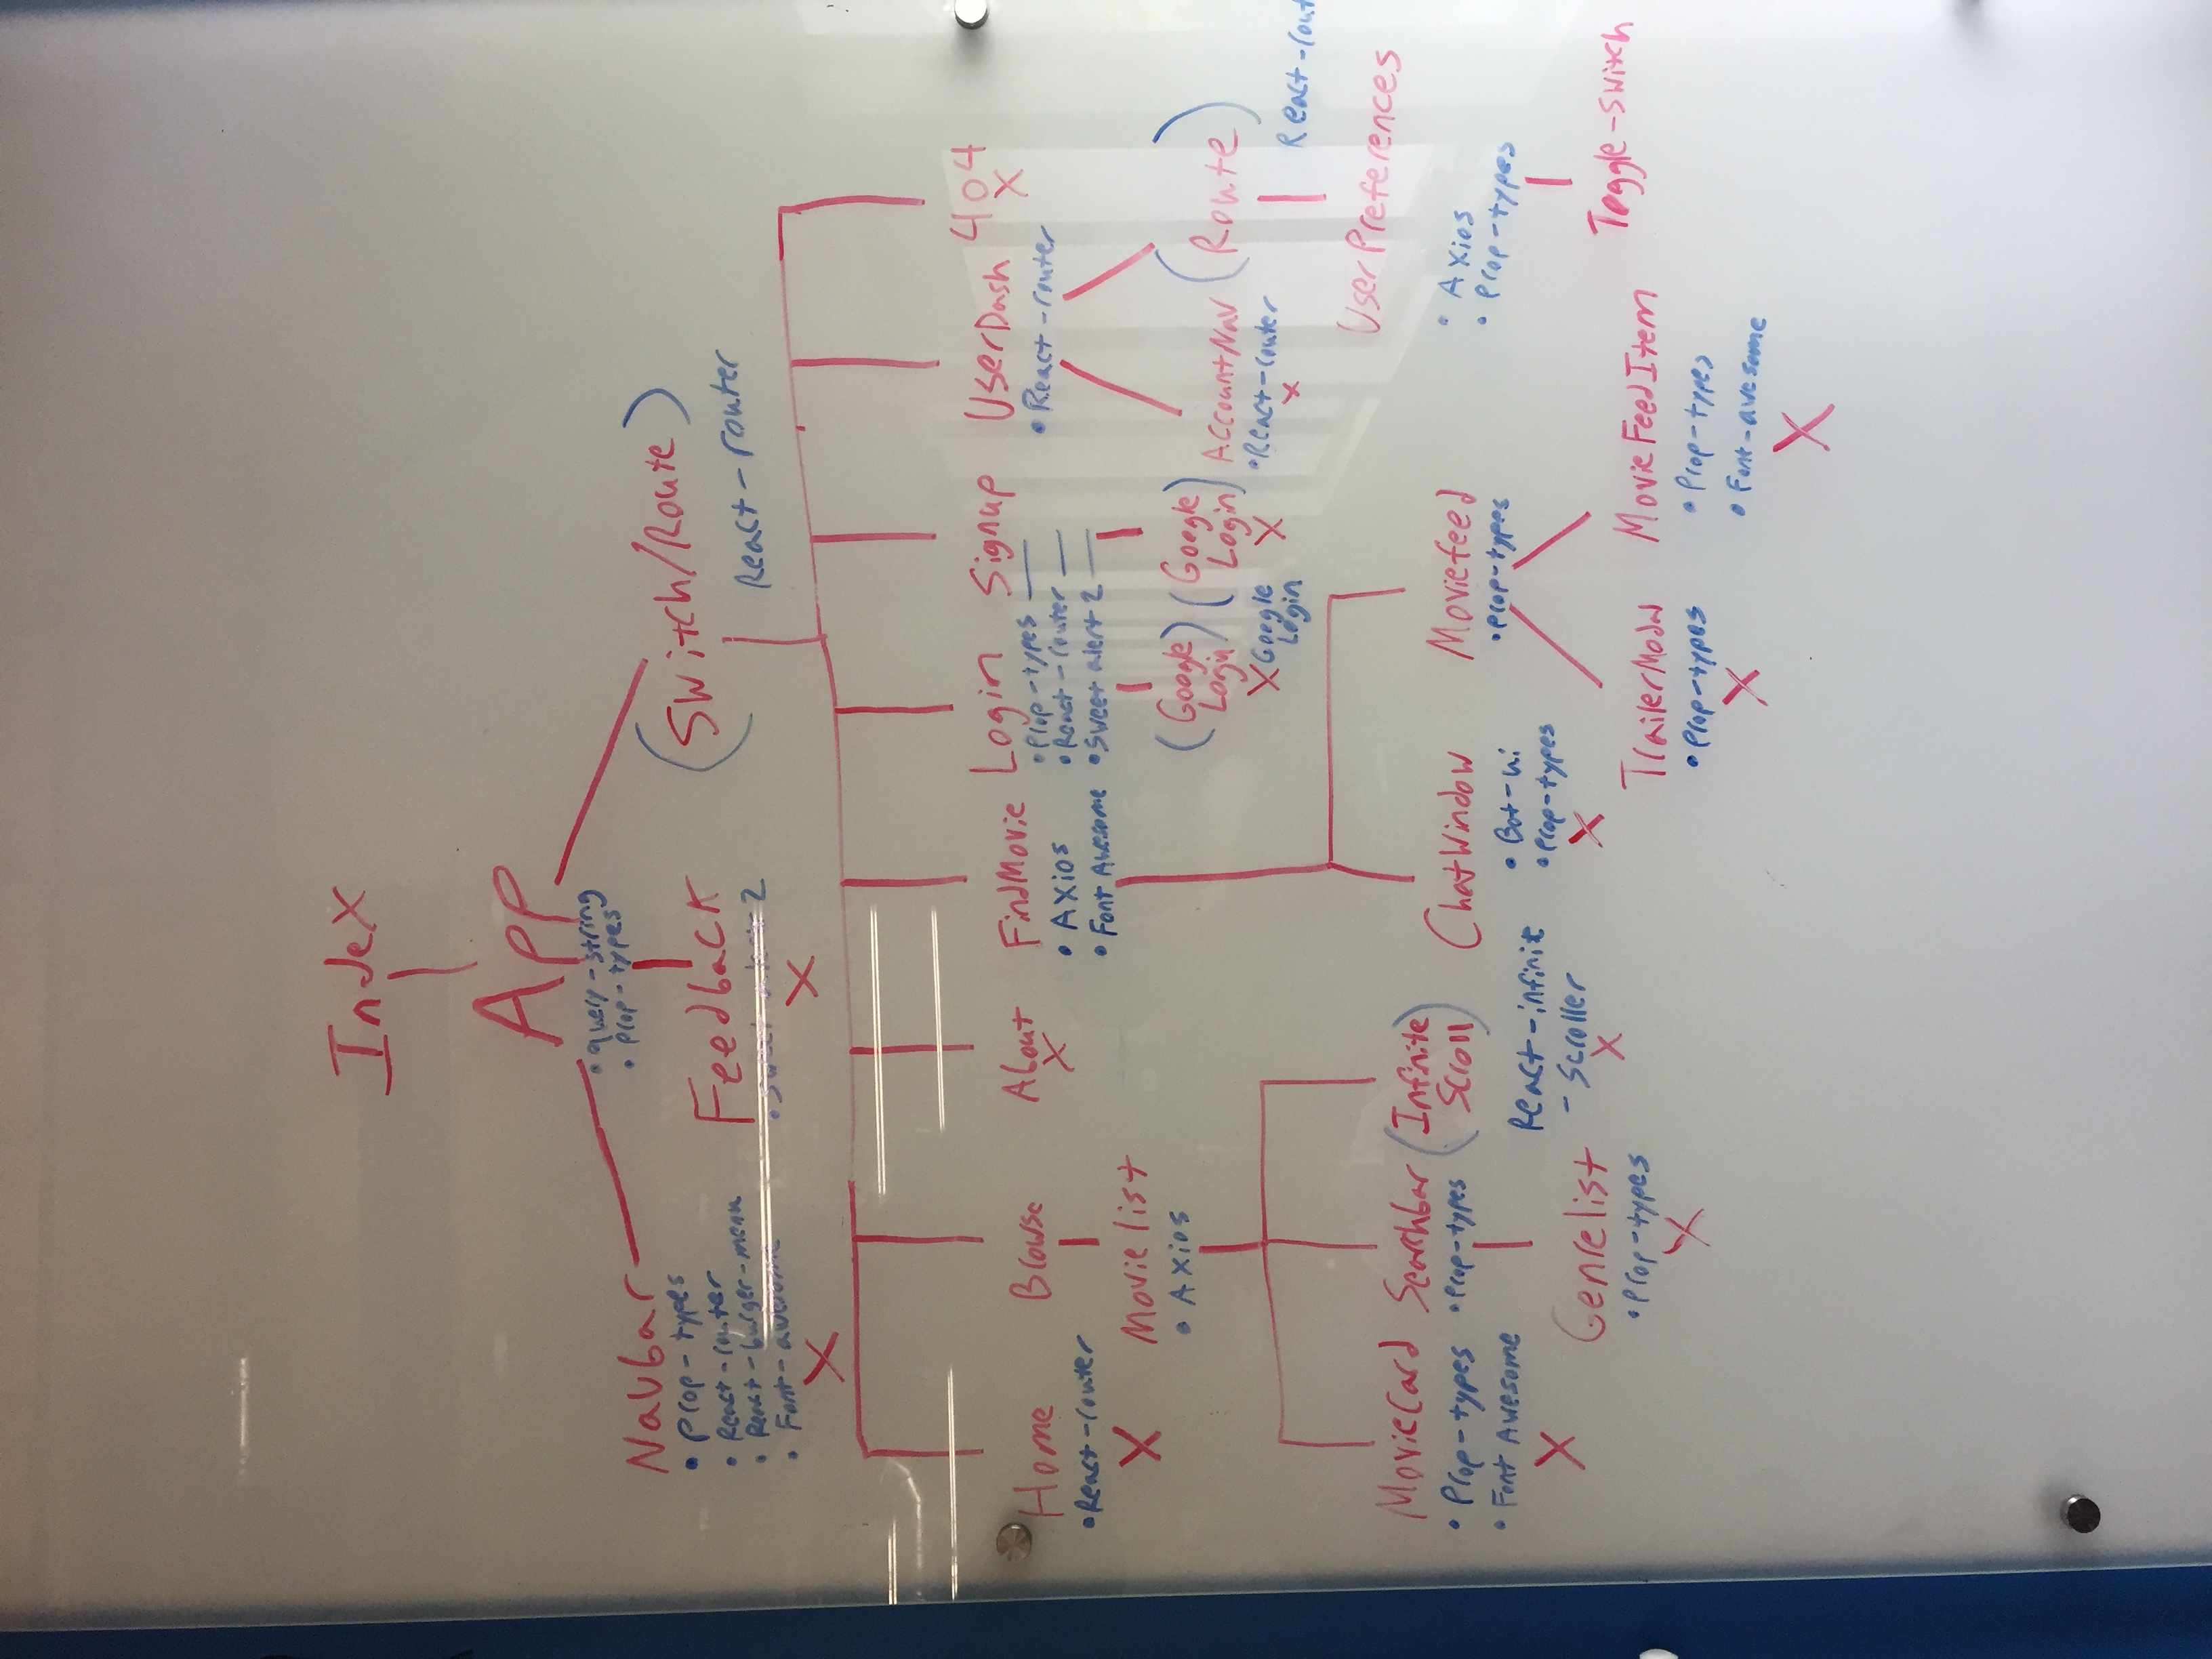 Index
App
• query-string
• Prop-types
Navbar
• Prop-types
• React-router
• React-burger-menu
• Font-awesome
X
Feedback
• Sweet alert 2
X
(Switch/Route)
React-router
Home
• React-router
X
Browse
Movielist
• Axios
About
X
FindMovie
• Axios
• Font Awesome
Login
• Prop-types —
• React-router —
• Sweet alert 2 —
Signup
UserDash
• React-router
404
X
(Google
Login)
X Google
Login
(Google
Login)
X
AccountNav
• React-router
X
(Route)
React-rout
UserPreferences
• Axios
• Prop-types
Toggle-switch
MovieCard
• Prop-types
• Font Awesome
X
Searchbar
• Prop-types
Genrelist
• Prop-types
X
(Infinite
Scroll)
React-infinite
-Scroller
X
ChatWindow
• Bot-ui
• Prop-types
X
Moviefeed
• Prop-types
TrailerModal
• Prop-types
X
MovieFeedItem
• Prop-types
• Font-awesome
X